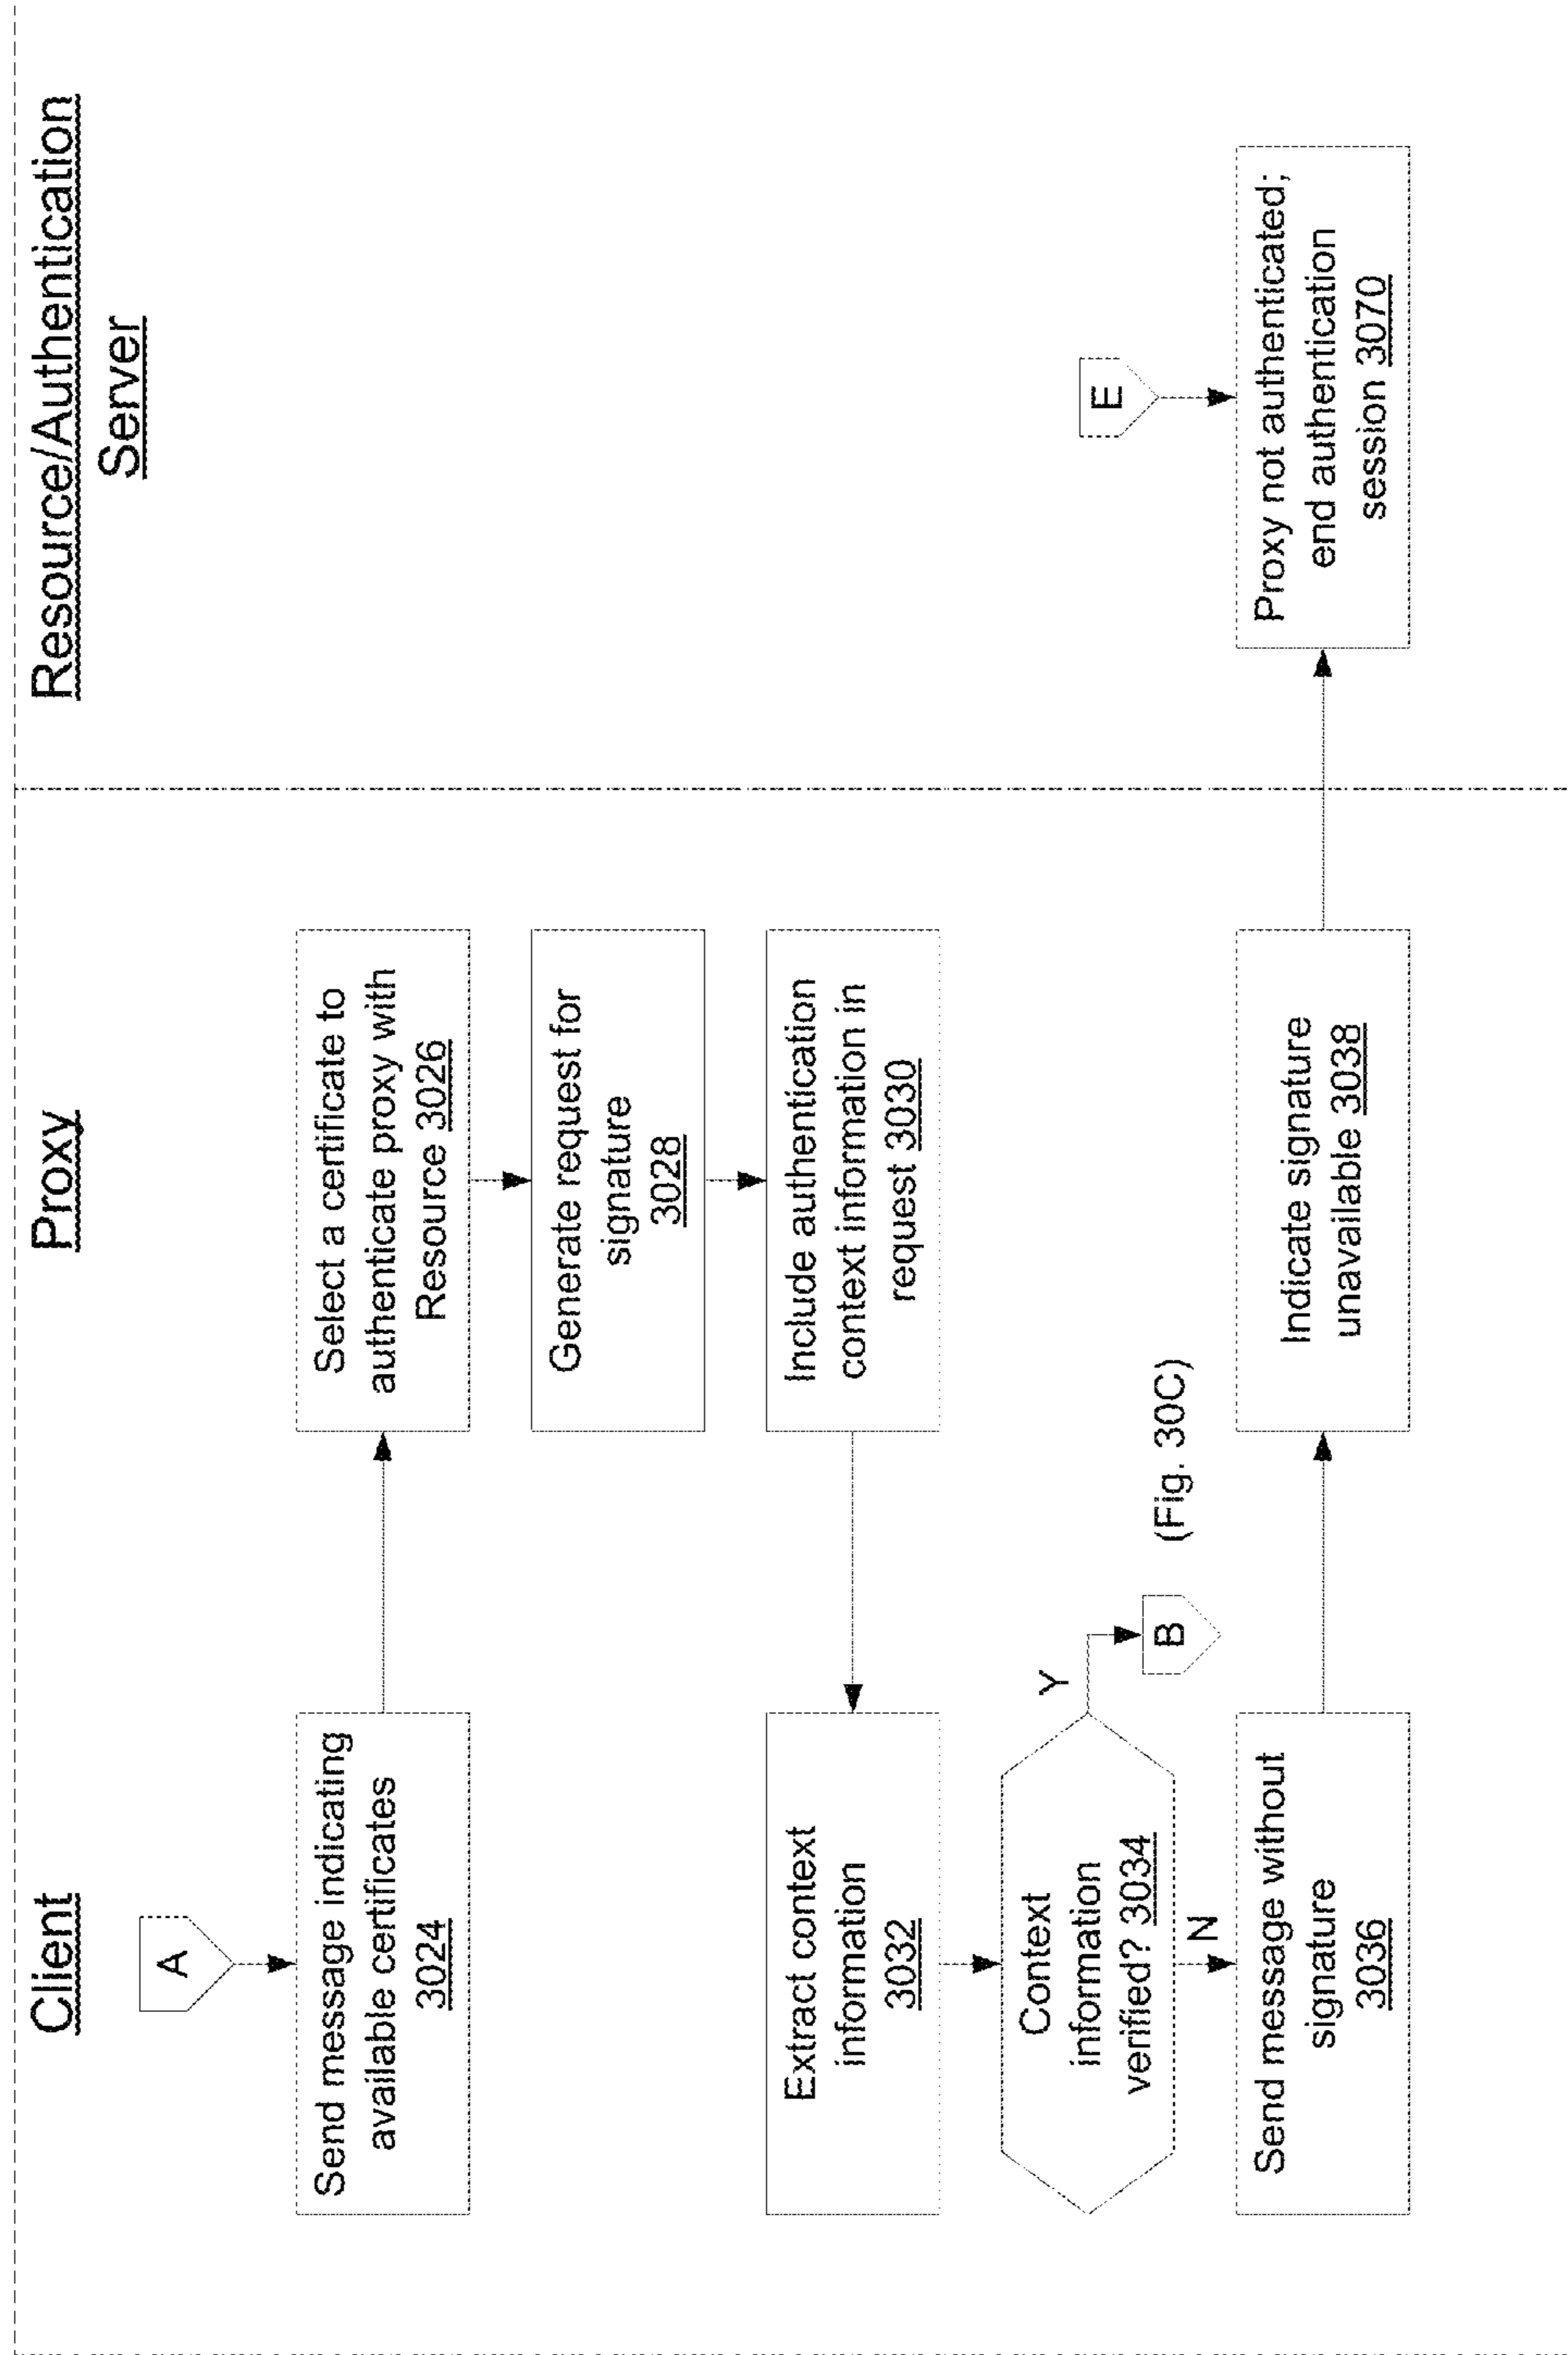 Client
Proxy
Resource/Authentication
Server
A
Send message indicating
available certificates
3024
Select a certificate to
authenticate proxy with
Resource 3026
Generate request for
signature
3028
Include authentication
context information in
request 3030
Extract context
information
3032
Context
information
verified? 3034
Y
B
(Fig. 30C)
N
Send message without
signature
3036
Indicate signature
unavailable 3038
E
Proxy not authenticated;
end authentication
session 3070